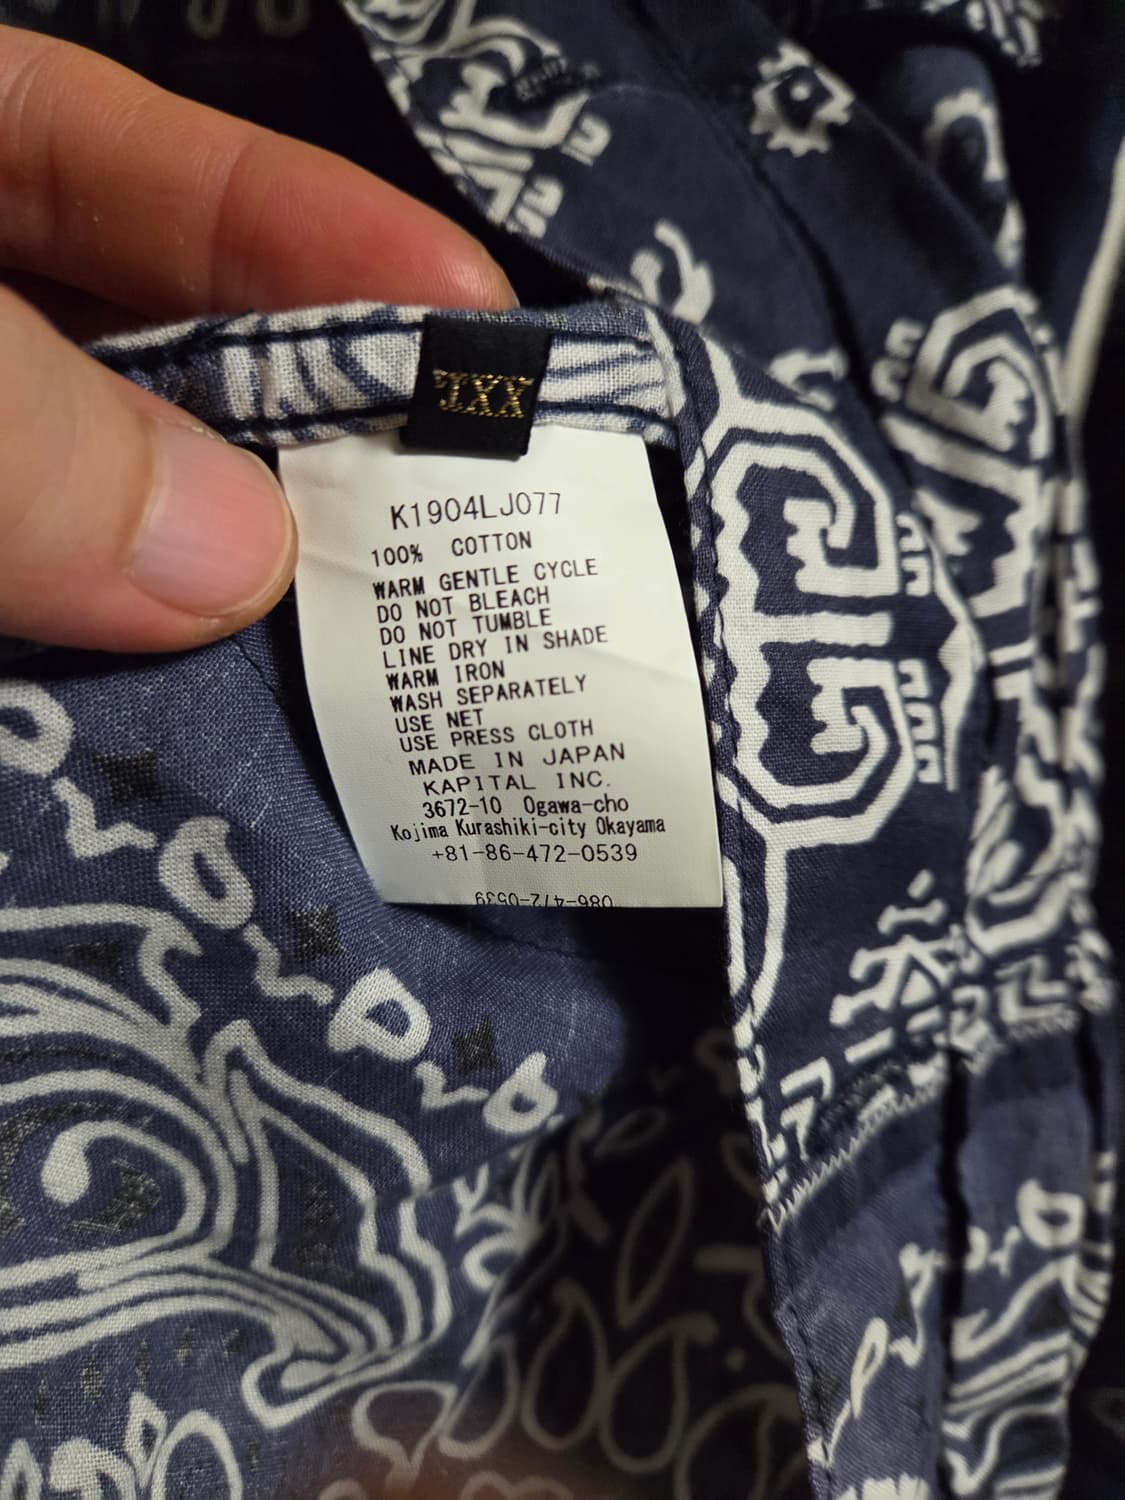 XXL
K1904LJ077
100% COTTON
WARM GENTLE CYCLE
DO NOT BLEACH
DO NOT TUMBLE
LINE DRY IN SHADE
WARM IRON
WASH SEPARATELY
USE NET
USE PRESS CLOTH
MADE IN JAPAN
KAPITAL INC.
3672-10 Ogawa-cho
Kojima Kurashiki-city Okayama
+81-86-472-0539
086-472-0539